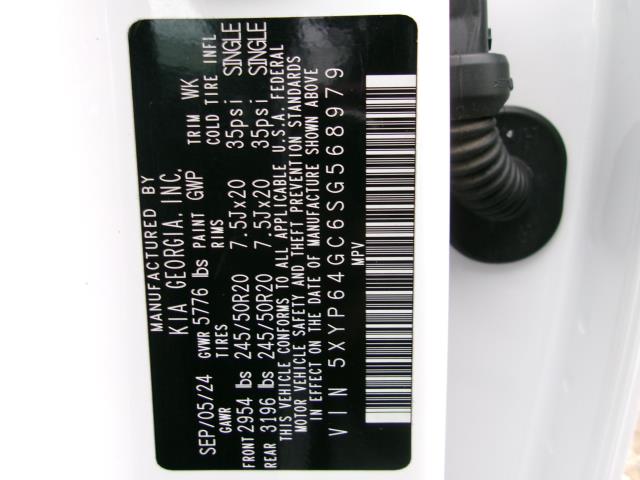 MANUFACTURED BY
KIA GEORGIA, INC.
SEP/05/24 GVWR 5776 lbs PAINT GWP TRIM WK
GAWR TIRES RIMS COLD TIRE INFL
FRONT 2954 lbs 245/50R20 7.5Jx20 35psi SINGLE
REAR 3196 lbs 245/50R20 7.5Jx20 35psi SINGLE
THIS VEHICLE CONFORMS TO ALL APPLICABLE U.S.A. FEDERAL
MOTOR VEHICLE SAFETY AND THEFT PREVENTION STANDARDS
IN EFFECT ON THE DATE OF MANUFACTURE SHOWN ABOVE
VIN 5XYP64GC6SG568979
MPV